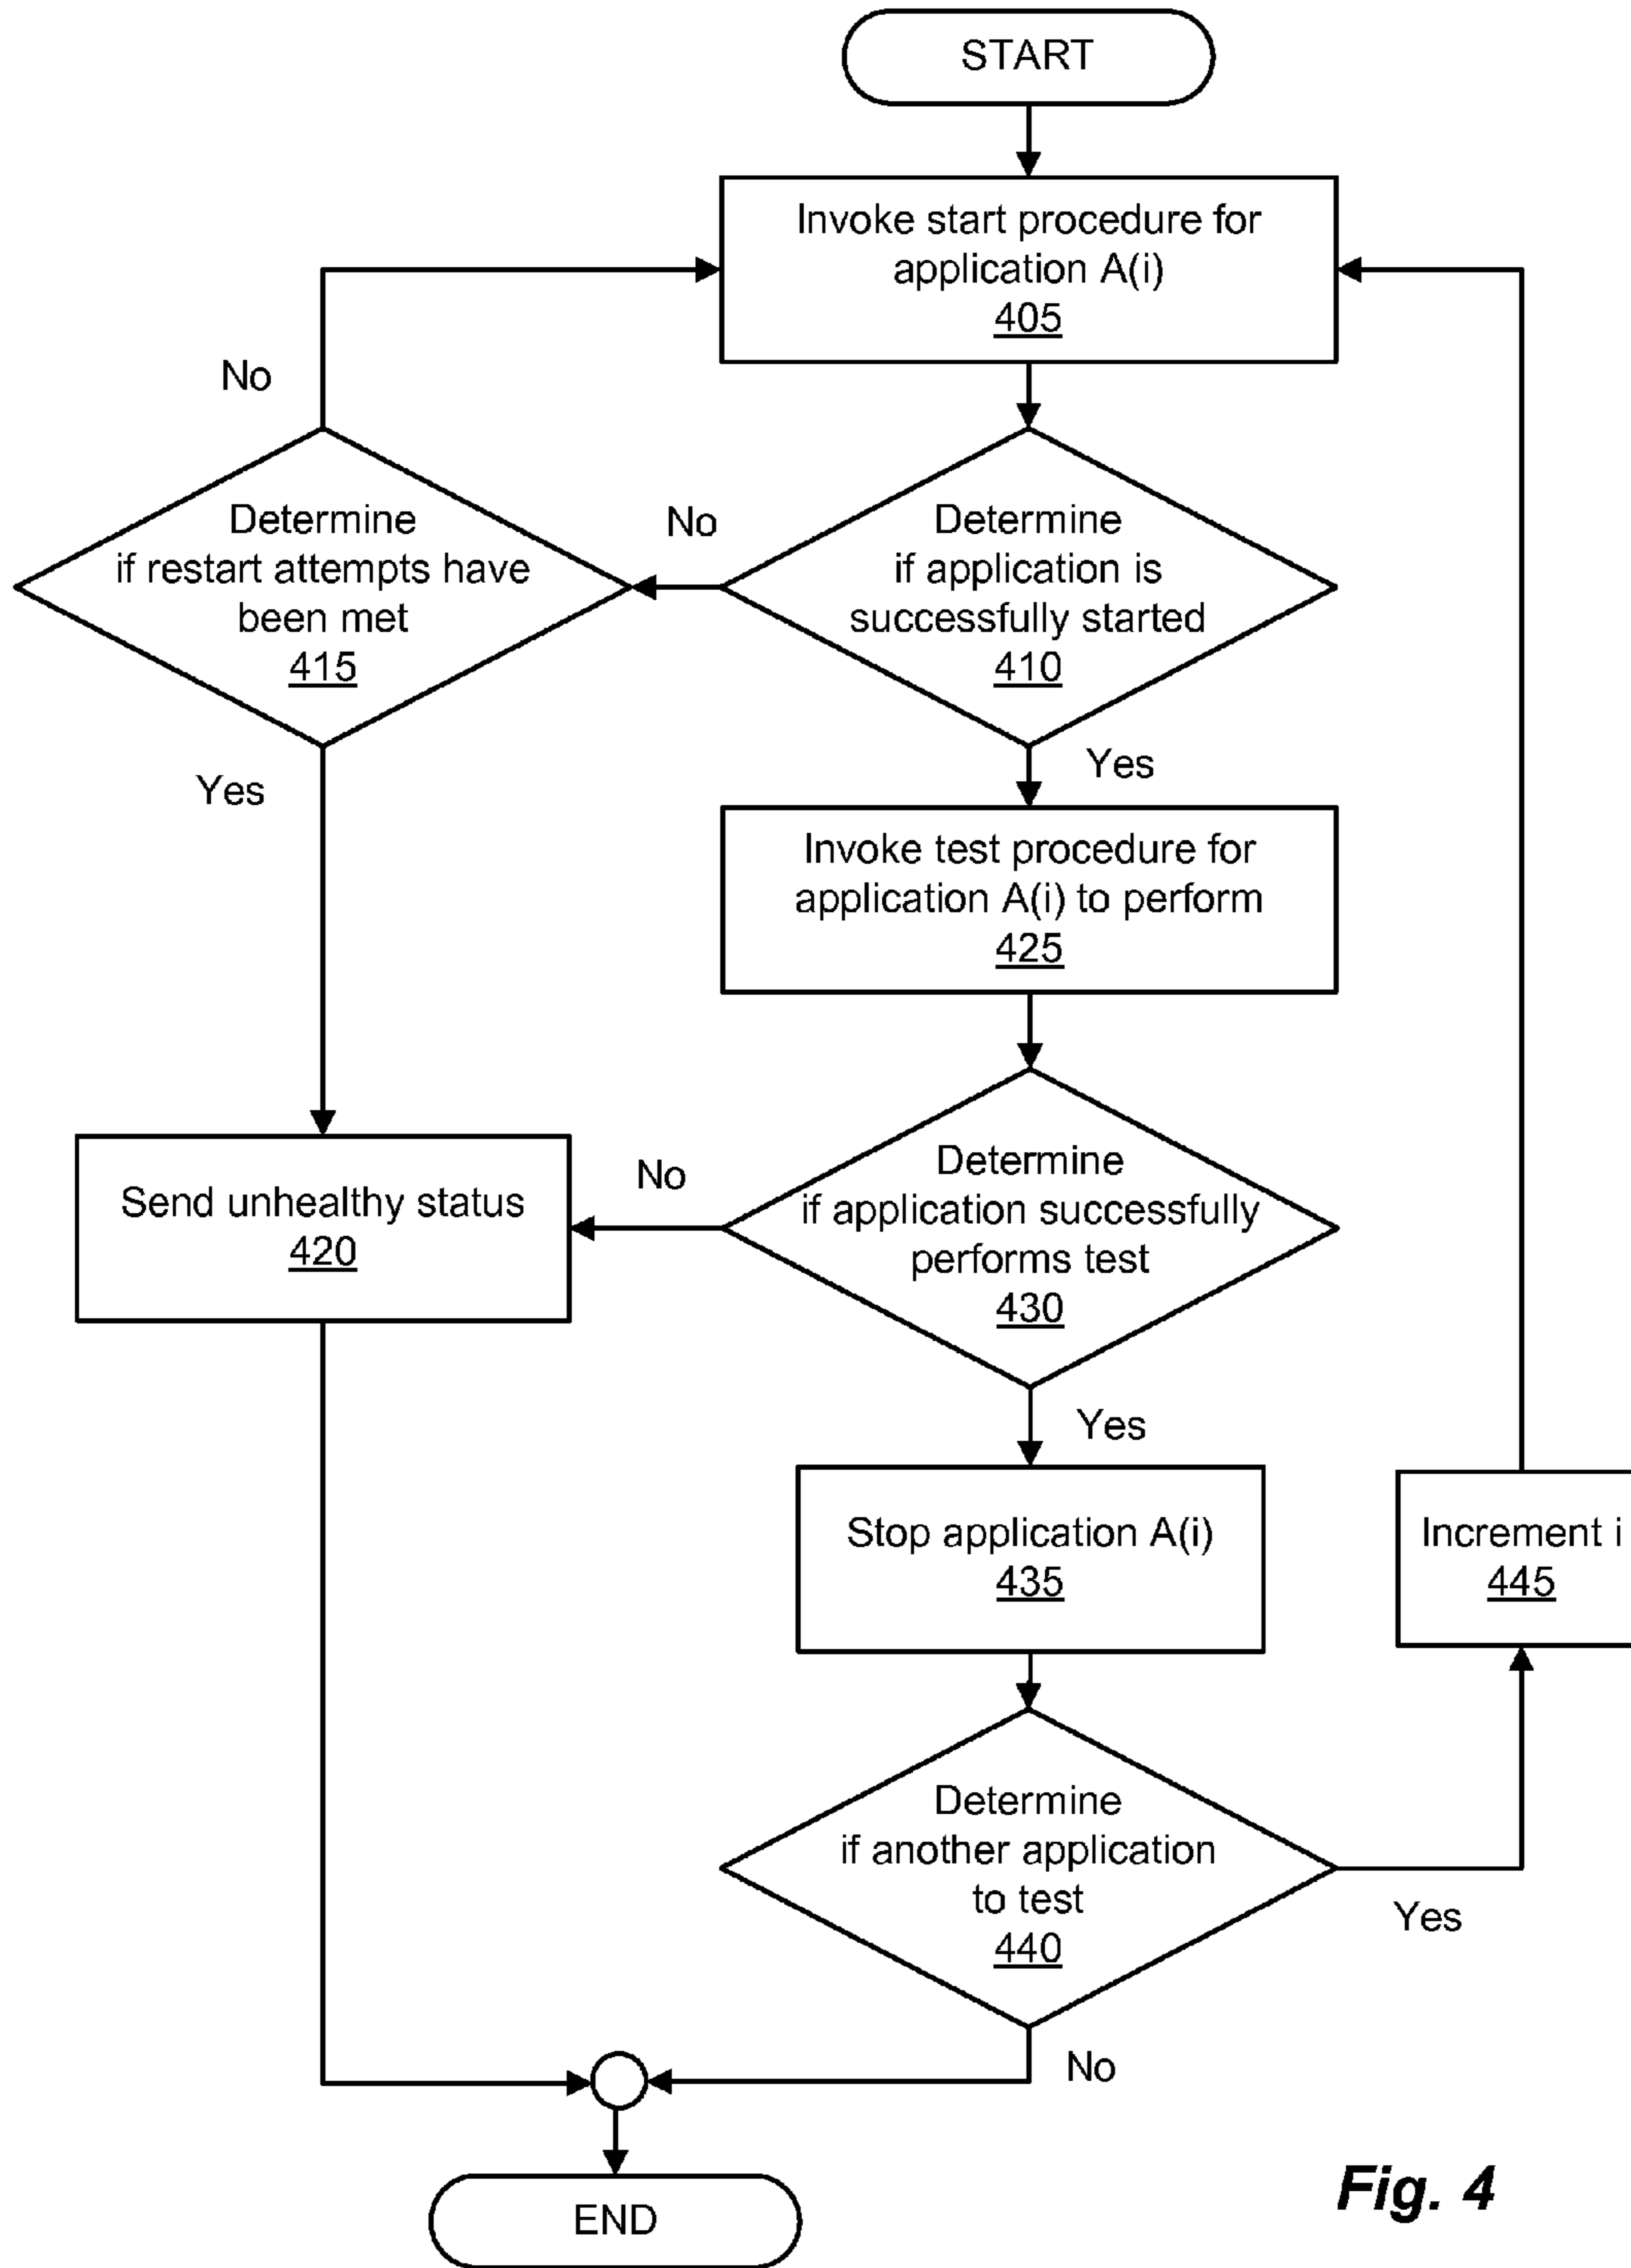 START
Invoke start procedure for
application A(i)
405
No
Determine
if restart attempts have
been met
415
No
Determine
if application is
successfully started
410
Yes
Yes
Invoke test procedure for
application A(i) to perform
425
Send unhealthy status
420
No
Determine
if application successfully
performs test
430
Yes
Stop application A(i)
435
Increment i
445
Determine
if another application
to test
440
Yes
No
END
Fig. 4